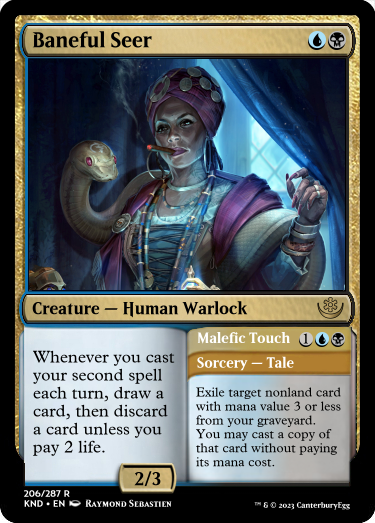 Baneful Seer
Creature — Human Warlock
Whenever you cast
your second spell
each turn, draw a
card, then discard
a card unless you
pay 2 life.
Malefic Touch 1
Sorcery — Tale
Exile target nonland card
with mana value 3 or less
from your graveyard.
You may cast a copy of
that card without paying
its mana cost.
2/3
206/287 R
KND • EN Raymond Sebastien
™ & © 2023 CanterburyEgg